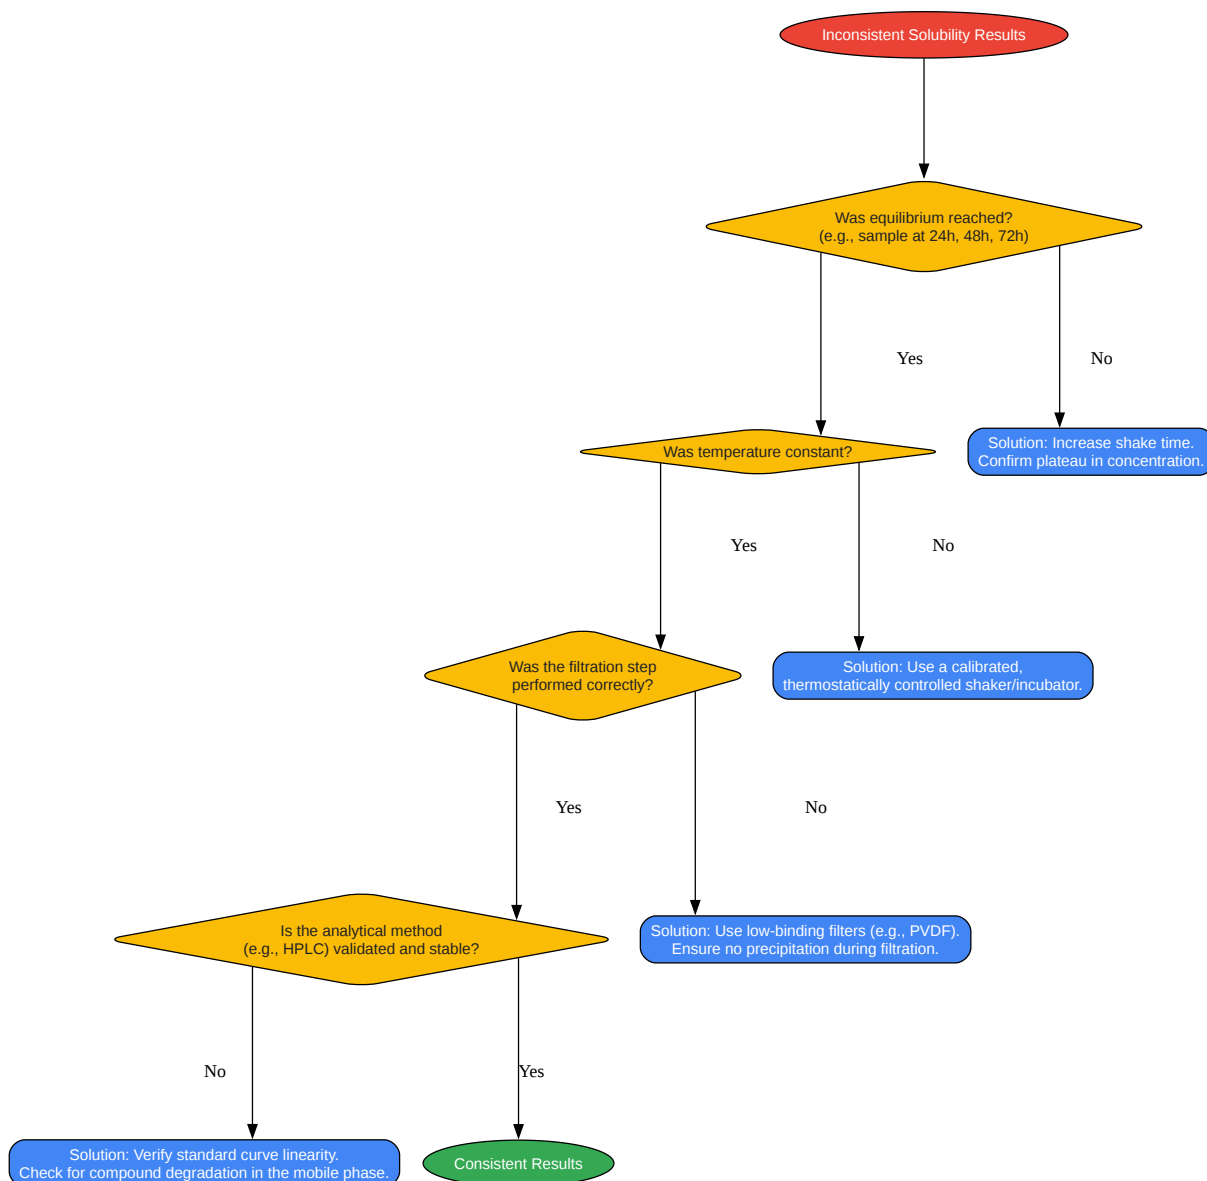 Inconsistent Solubility Results
Was equilibrium reached?
(e.g., sample at 24h, 48h, 72h)
Yes
No
Solution: Increase shake time.
Confirm plateau in concentration.
Was temperature constant?
Yes
No
Solution: Use a calibrated,
thermostatically controlled shaker/incubator.
Was the filtration step
performed correctly?
Yes
No
Solution: Use low-binding filters (e.g., PVDF).
Ensure no precipitation during filtration.
Is the analytical method
(e.g., HPLC) validated and stable?
No
Yes
Solution: Verify standard curve linearity.
Check for compound degradation in the mobile phase.
Consistent Results